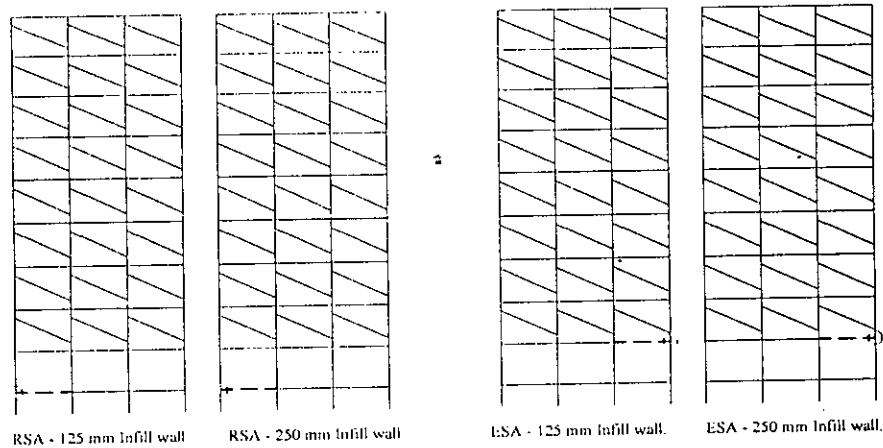 RSA - 125 mm Infill wall
RSA - 250 mm Infill wall
ESA - 125 mm Infill wall.
ESA - 250 mm Infill wall.